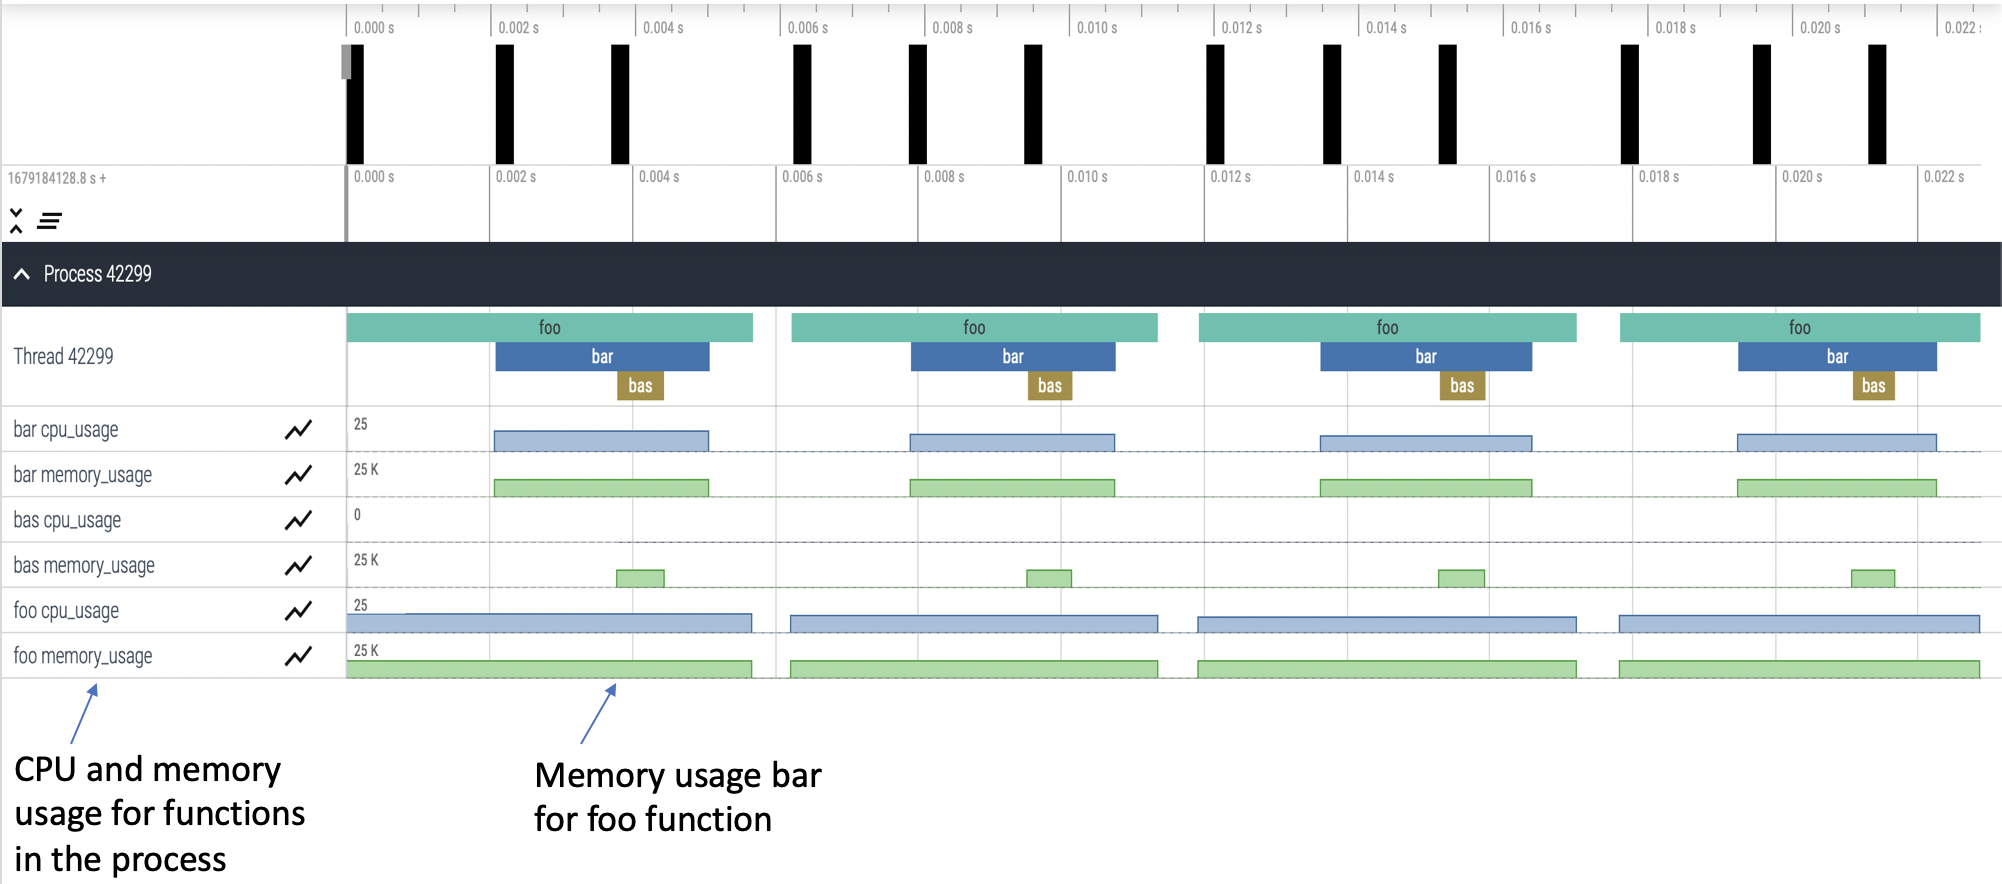 0.000 s 0.002 s 0.004 s 0.006 s 0.008 s 0.010 s 0.012 s 0.014 s 0.016 s 0.018 s 0.020 s 0.022 s
1679184128.8 s + 0.000 s 0.002 s 0.004 s 0.006 s 0.008 s 0.010 s 0.012 s 0.014 s 0.016 s 0.018 s 0.020 s 0.022 s
Process 42299
foo foo foo foo
Thread 42299 bar bar bar bar
bas bas bas bas
bar cpu_usage 25
bar memory_usage 25 K
bas cpu_usage 0
bas memory_usage 25 K
foo cpu_usage 25
foo memory_usage 25 K
CPU and memory
usage for functions
in the process
Memory usage bar
for foo function